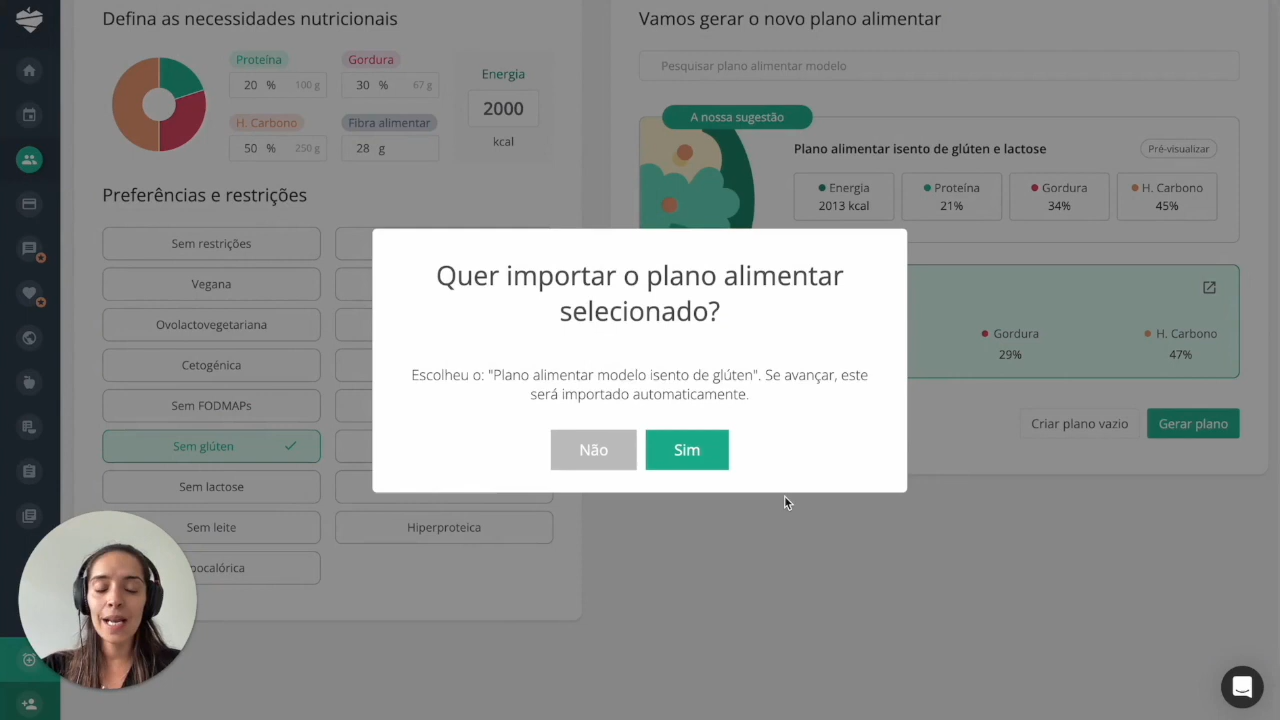 Defina as necessidades nutricionais
Proteína
20 % 100 g
Gordura
30 % 67 g
H. Carbono
50 % 250 g
Fibra alimentar
28 g
Energia
2000
kcal
Preferências e restrições
Sem restrições
Vegana
Ovolactovegetariana
Cetogénica
Sem FODMAPs
Sem glúten
Sem lactose
Sem leite
Hiperproteica
pocalórica
Vamos gerar o novo plano alimentar
Pesquisar plano alimentar modelo
A nossa sugestão
Plano alimentar isento de glúten e lactose
Pré-visualizar
Energia
2013 kcal
Proteína
21%
Gordura
34%
H. Carbono
45%
Gordura
29%
H. Carbono
47%
Criar plano vazio
Gerar plano
Quer importar o plano alimentar
selecionado?
Escolheu o: "Plano alimentar modelo isento de glúten". Se avançar, este
será importado automaticamente.
Não
Sim